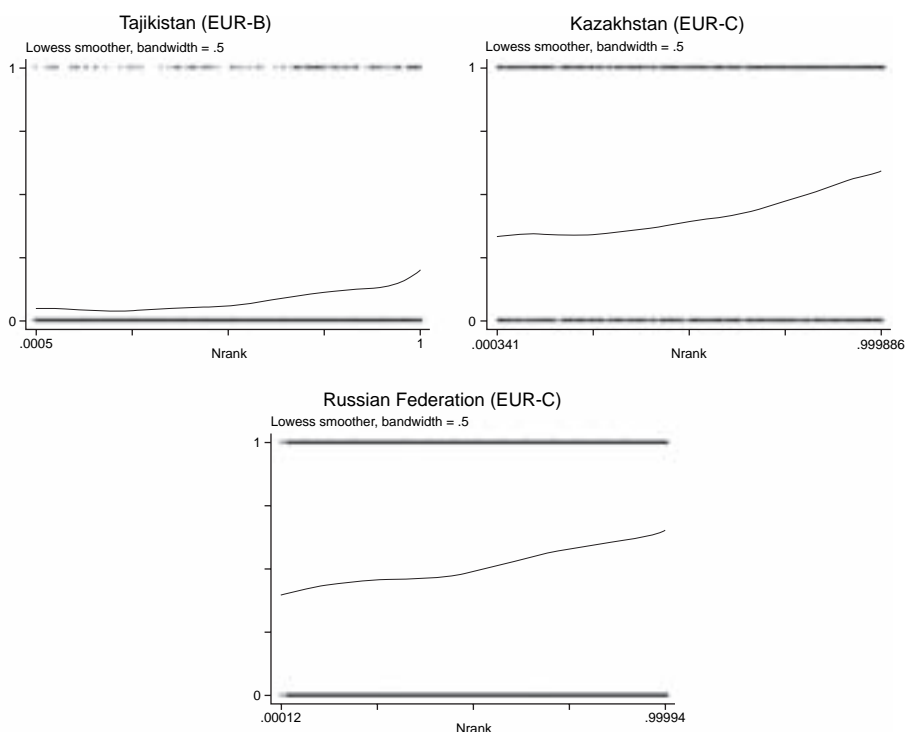 Tajikistan (EUR-B)
Lowess smoother, bandwidth = .5
1
0
.0005
1
Nrank
Kazakhstan (EUR-C)
Lowess smoother, bandwidth = .5
1
0
.000341
.999886
Nrank
Russian Federation (EUR-C)
Lowess smoother, bandwidth = .5
1
0
.00012
.99994
Nrank